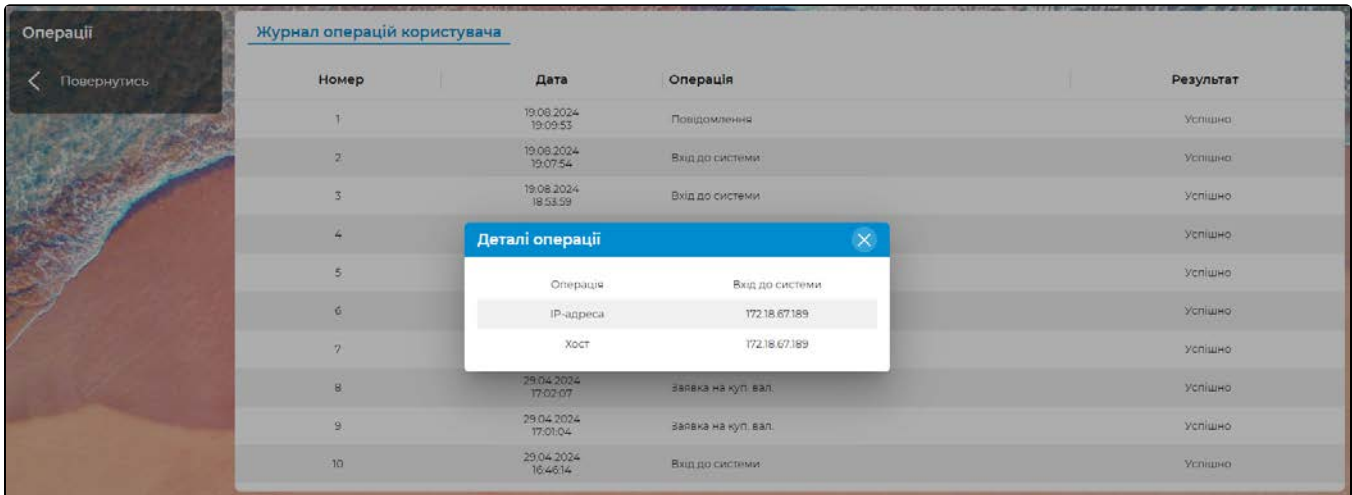 Операції
Повернутись
Журнал операцій користувача
Номер Дата Операція Результат
1 19.08.2024 19:09:53 Повідомлення Успішно
2 19.08.2024 19:07:54 Вхід до системи Успішно
3 19.08.2024 18:53:59 Вхід до системи Успішно
4 Успішно
5 Успішно
6 Успішно
7 Успішно
8 29.04.2024 17:02:07 Заявка на куп. вал. Успішно
9 29.04.2024 17:01:04 Заявка на куп. вал. Успішно
10 29.04.2024 16:46:14 Вхід до системи Успішно
Деталі операції
Операція Вхід до системи
IP-адреса 172.18.67.189
Хост 172.18.67.189